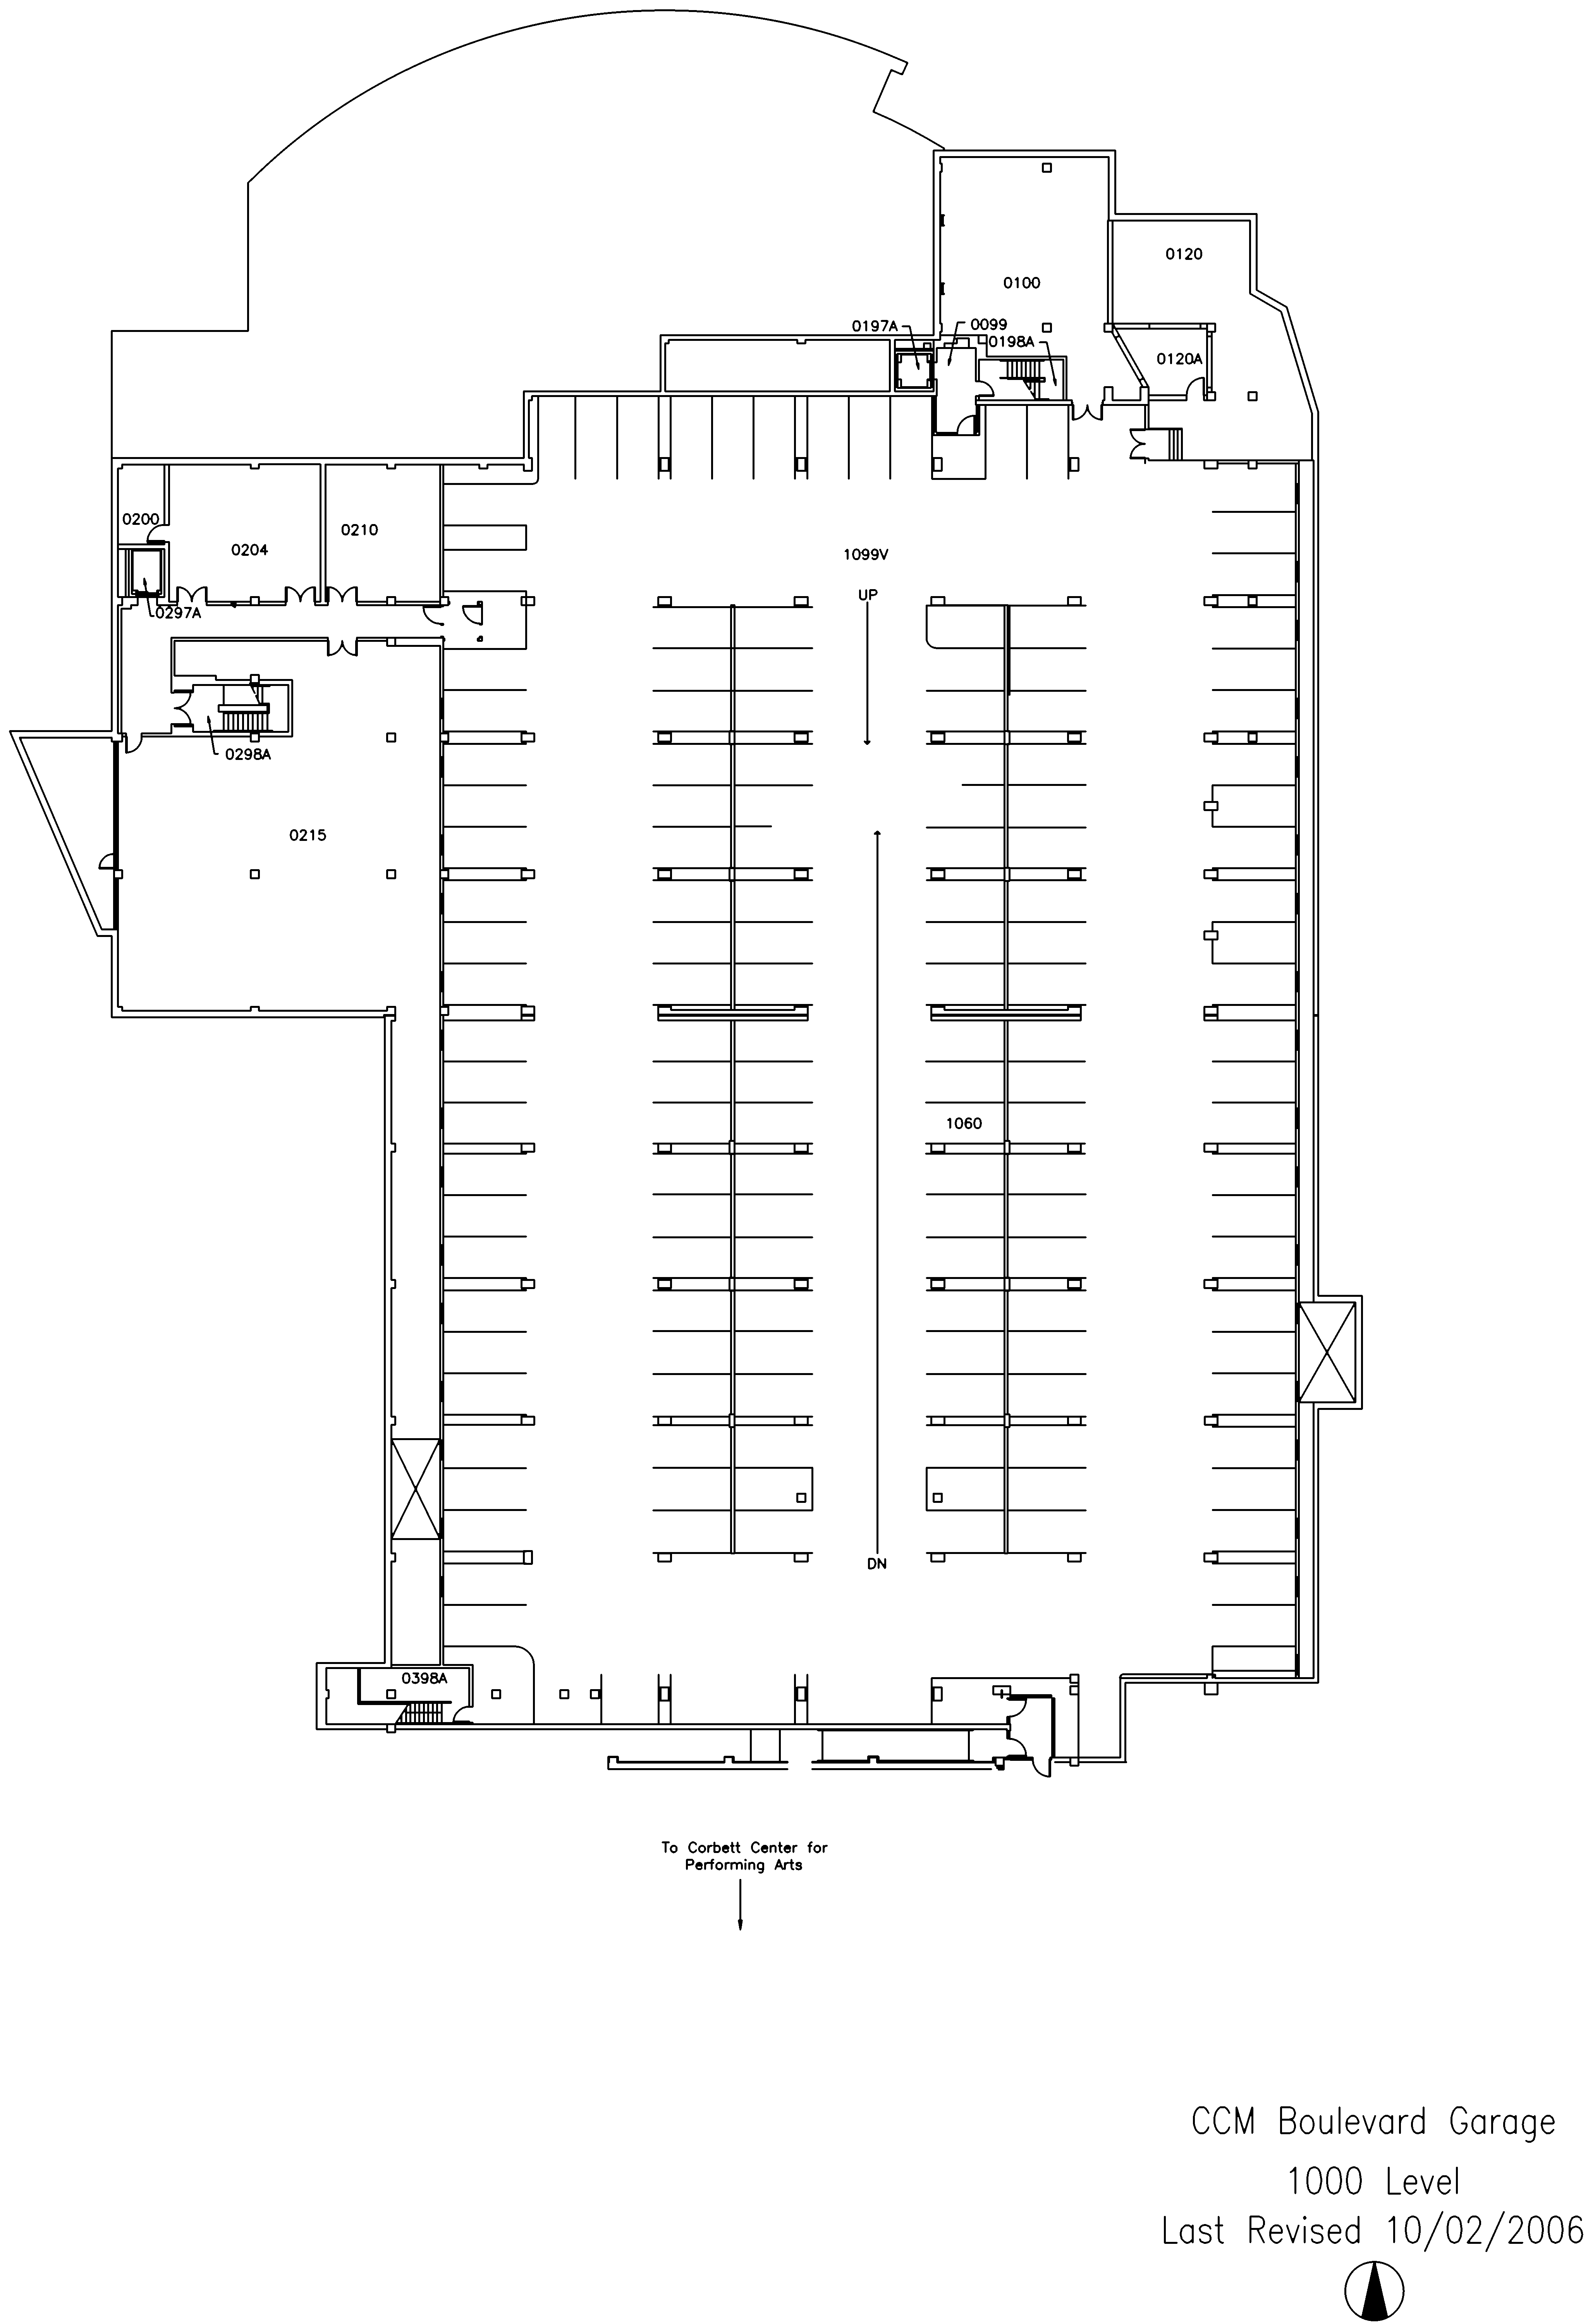 0120
0100
0197A
0099
0198A
0120A
0200
0204
0210
1099V
UP
0297A
0298A
0215
1060
DN
0398A
To Corbett Center for
Performing Arts
CCM Boulevard Garage
1000 Level
Last Revised 10/02/2006